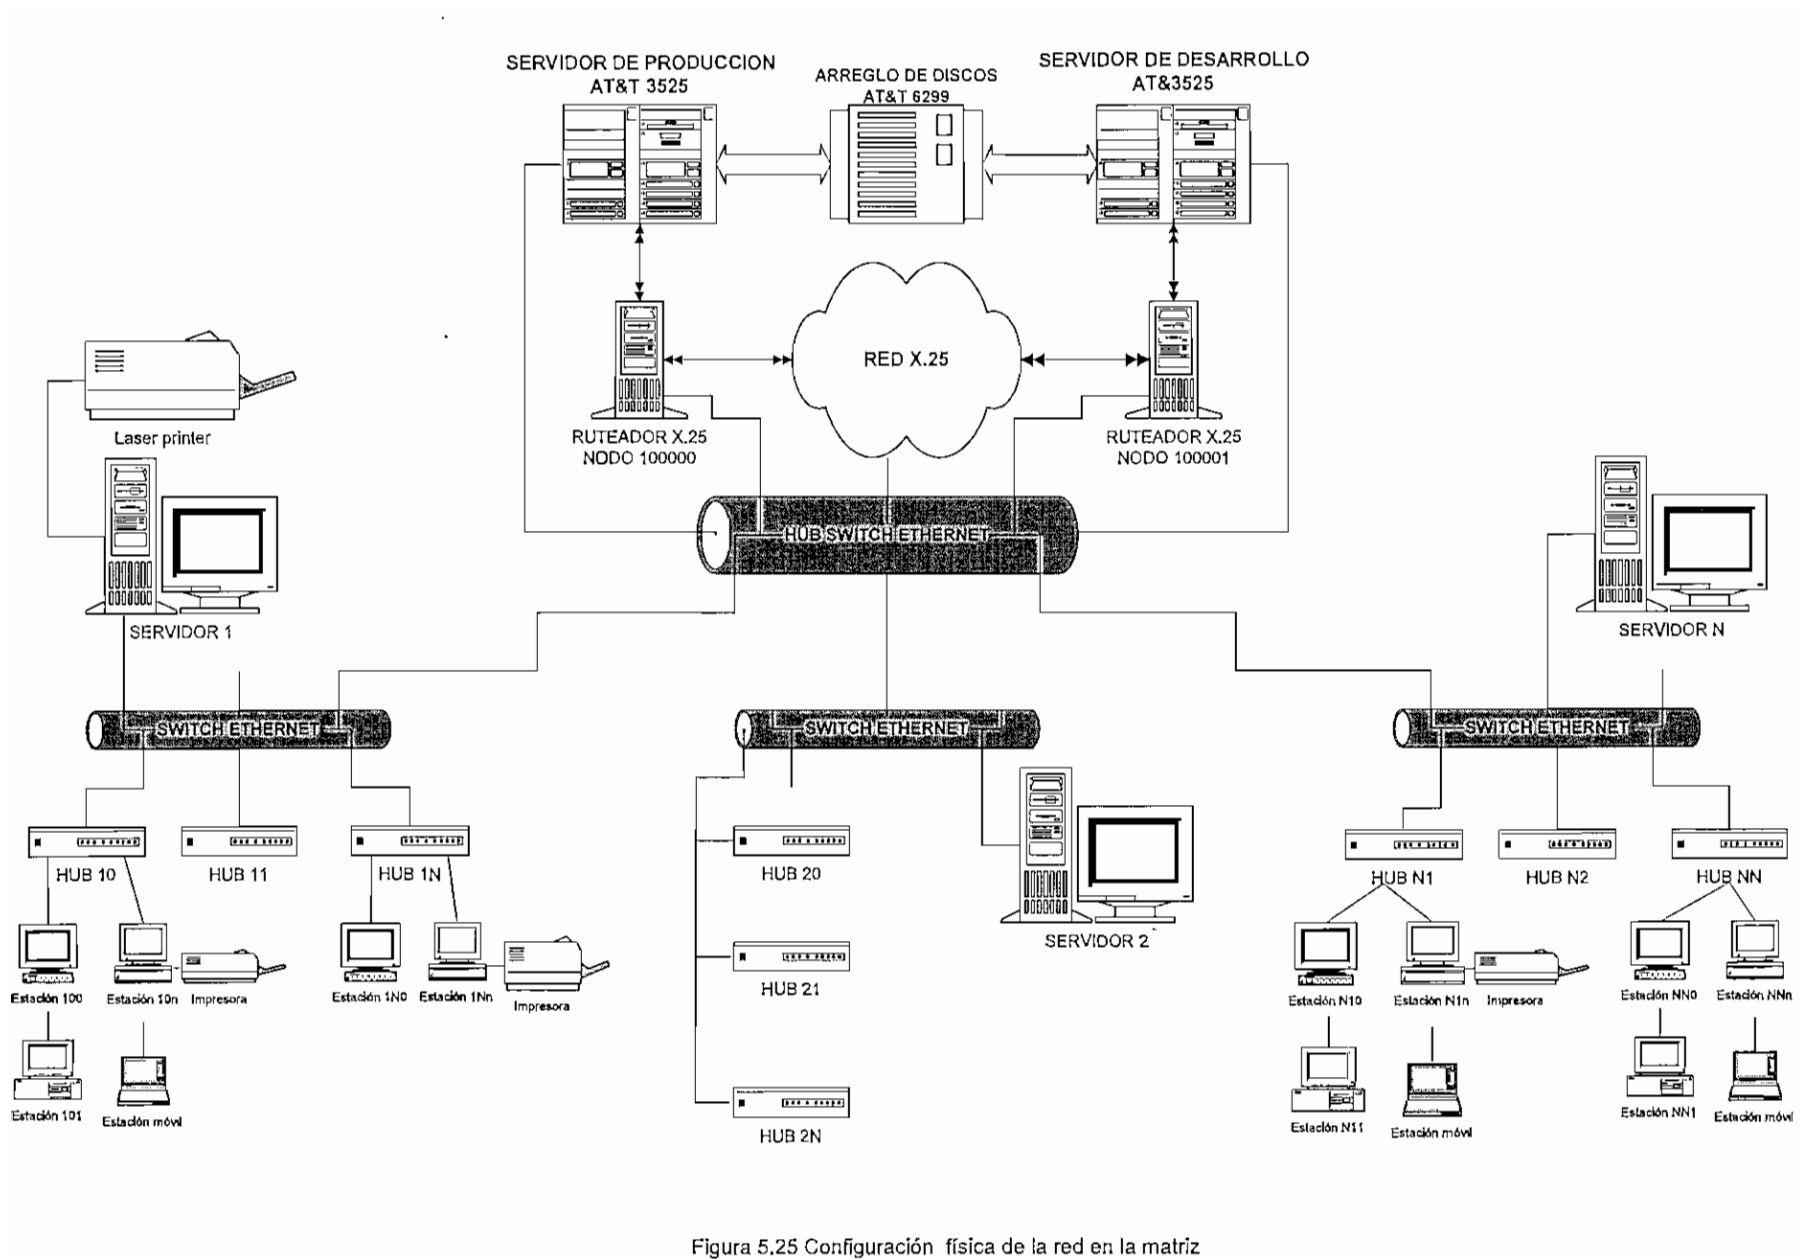 SERVIDOR DE PRODUCCION
AT&T 3525
ARREGLO DE DISCOS
AT&T 6299
SERVIDOR DE DESARROLLO
AT&3525
RED X.25
Laser printer
RUTEADOR X.25
NODO 100000
RUTEADOR X.25
NODO 100001
HUB SWITCH ETHERNET
SERVIDOR 1
SERVIDOR N
SWITCH ETHERNET
SWITCH ETHERNET
SWITCH ETHERNET
HUB 10
HUB 11
HUB 1N
HUB 20
HUB N1
HUB N2
HUB NN
SERVIDOR 2
HUB 21
Estación 100
Estación 10n
Impresora
Estación 1N0
Estación 1Nn
Impresora
Estación N10
Estación N1n
Impresora
Estación NN0
Estación NNn
Estación 101
Estación móvil
HUB 2N
Estación N11
Estación móvil
Estación NN1
Estación móvil
Figura 5.25 Configuración física de la red en la matriz